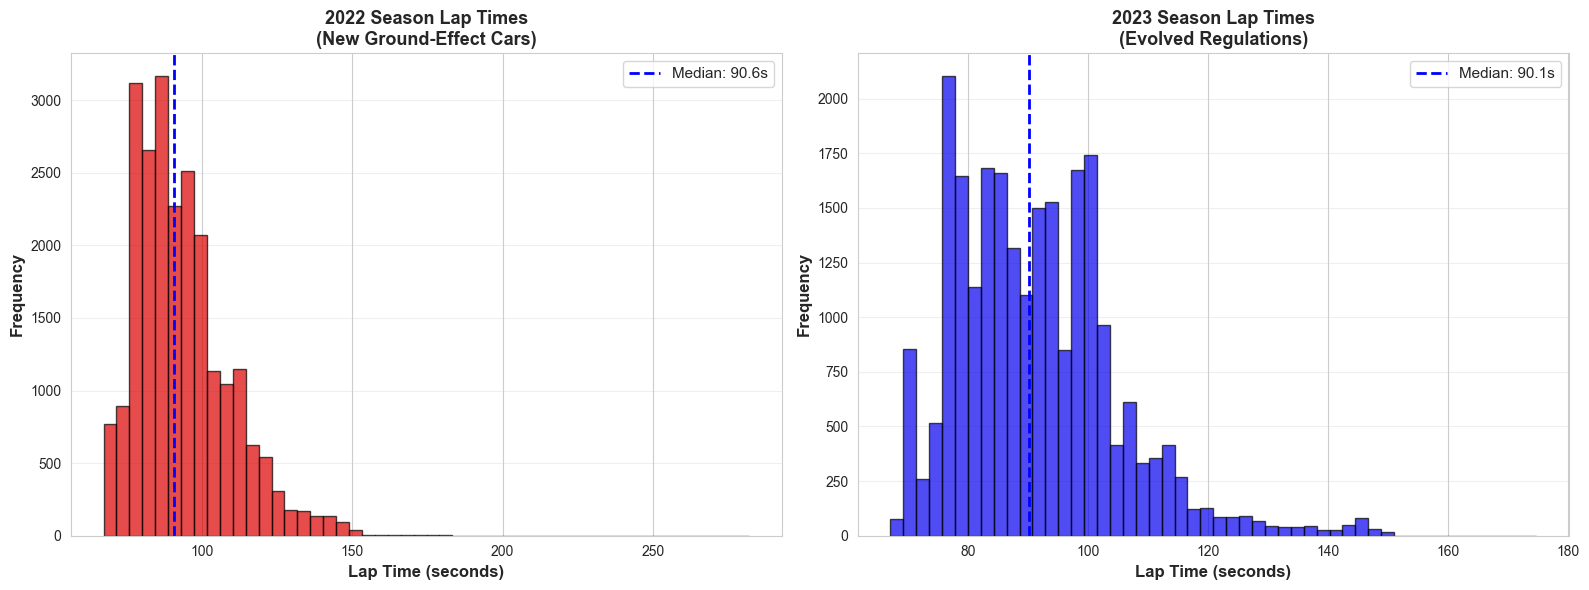 2022 Season Lap Times
(New Ground-Effect Cars)
Median: 90.6s
3000
2500
2000
1500
1000
500
0
Frequency
100
150
200
250
Lap Time (seconds)
2023 Season Lap Times
(Evolved Regulations)
Median: 90.1s
2000
1750
1500
1250
1000
750
500
250
0
Frequency
80
100
120
140
160
180
Lap Time (seconds)